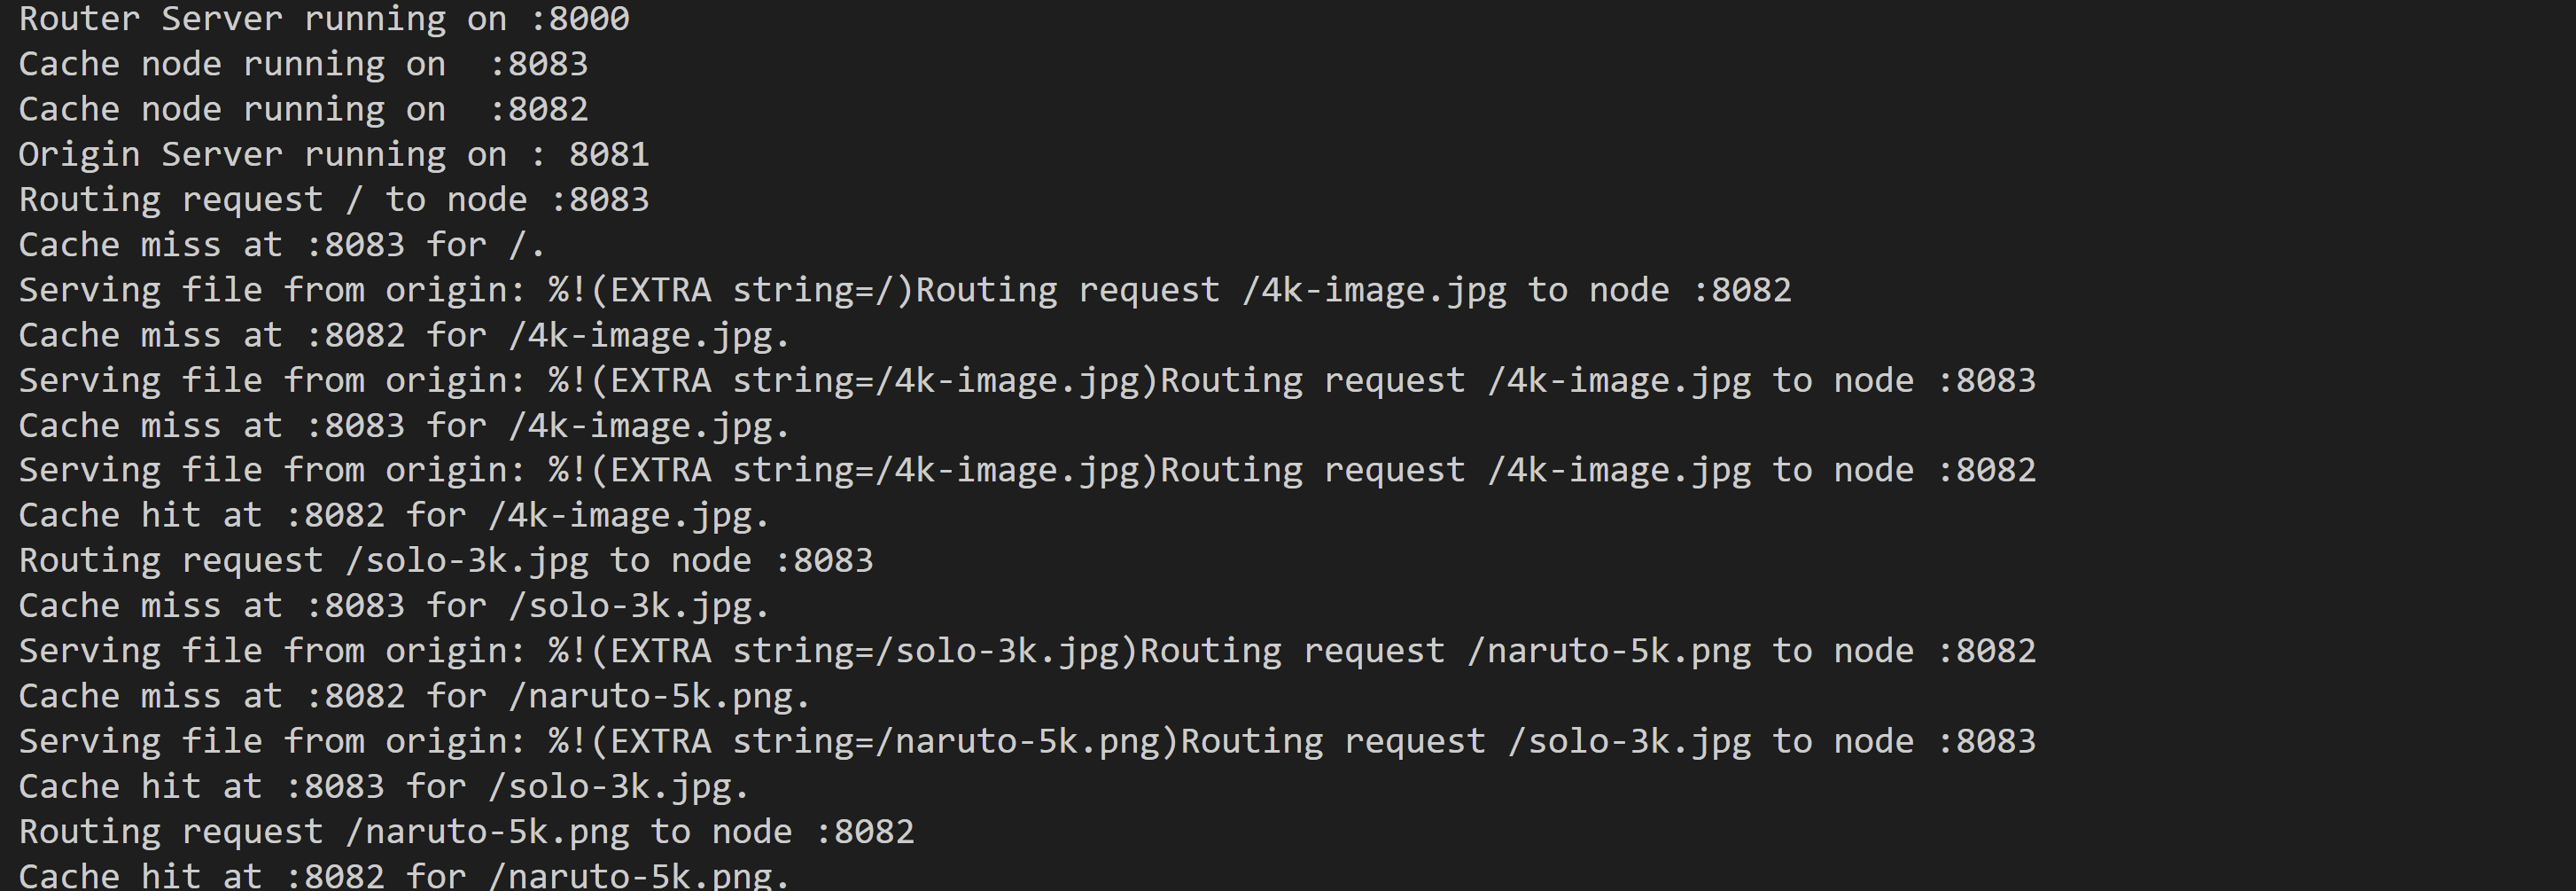 Router Server running on :8000
Cache node running on  :8083
Cache node running on  :8082
Origin Server running on : 8081
Routing request / to node :8083
Cache miss at :8083 for /.
Serving file from origin: %!(EXTRA string=/)Routing request /4k-image.jpg to node :8082
Cache miss at :8082 for /4k-image.jpg.
Serving file from origin: %!(EXTRA string=/4k-image.jpg)Routing request /4k-image.jpg to node :8083
Cache miss at :8083 for /4k-image.jpg.
Serving file from origin: %!(EXTRA string=/4k-image.jpg)Routing request /4k-image.jpg to node :8082
Cache hit at :8082 for /4k-image.jpg.
Routing request /solo-3k.jpg to node :8083
Cache miss at :8083 for /solo-3k.jpg.
Serving file from origin: %!(EXTRA string=/solo-3k.jpg)Routing request /naruto-5k.png to node :8082
Cache miss at :8082 for /naruto-5k.png.
Serving file from origin: %!(EXTRA string=/naruto-5k.png)Routing request /solo-3k.jpg to node :8083
Cache hit at :8083 for /solo-3k.jpg.
Routing request /naruto-5k.png to node :8082
Cache hit at :8082 for /naruto-5k.png.